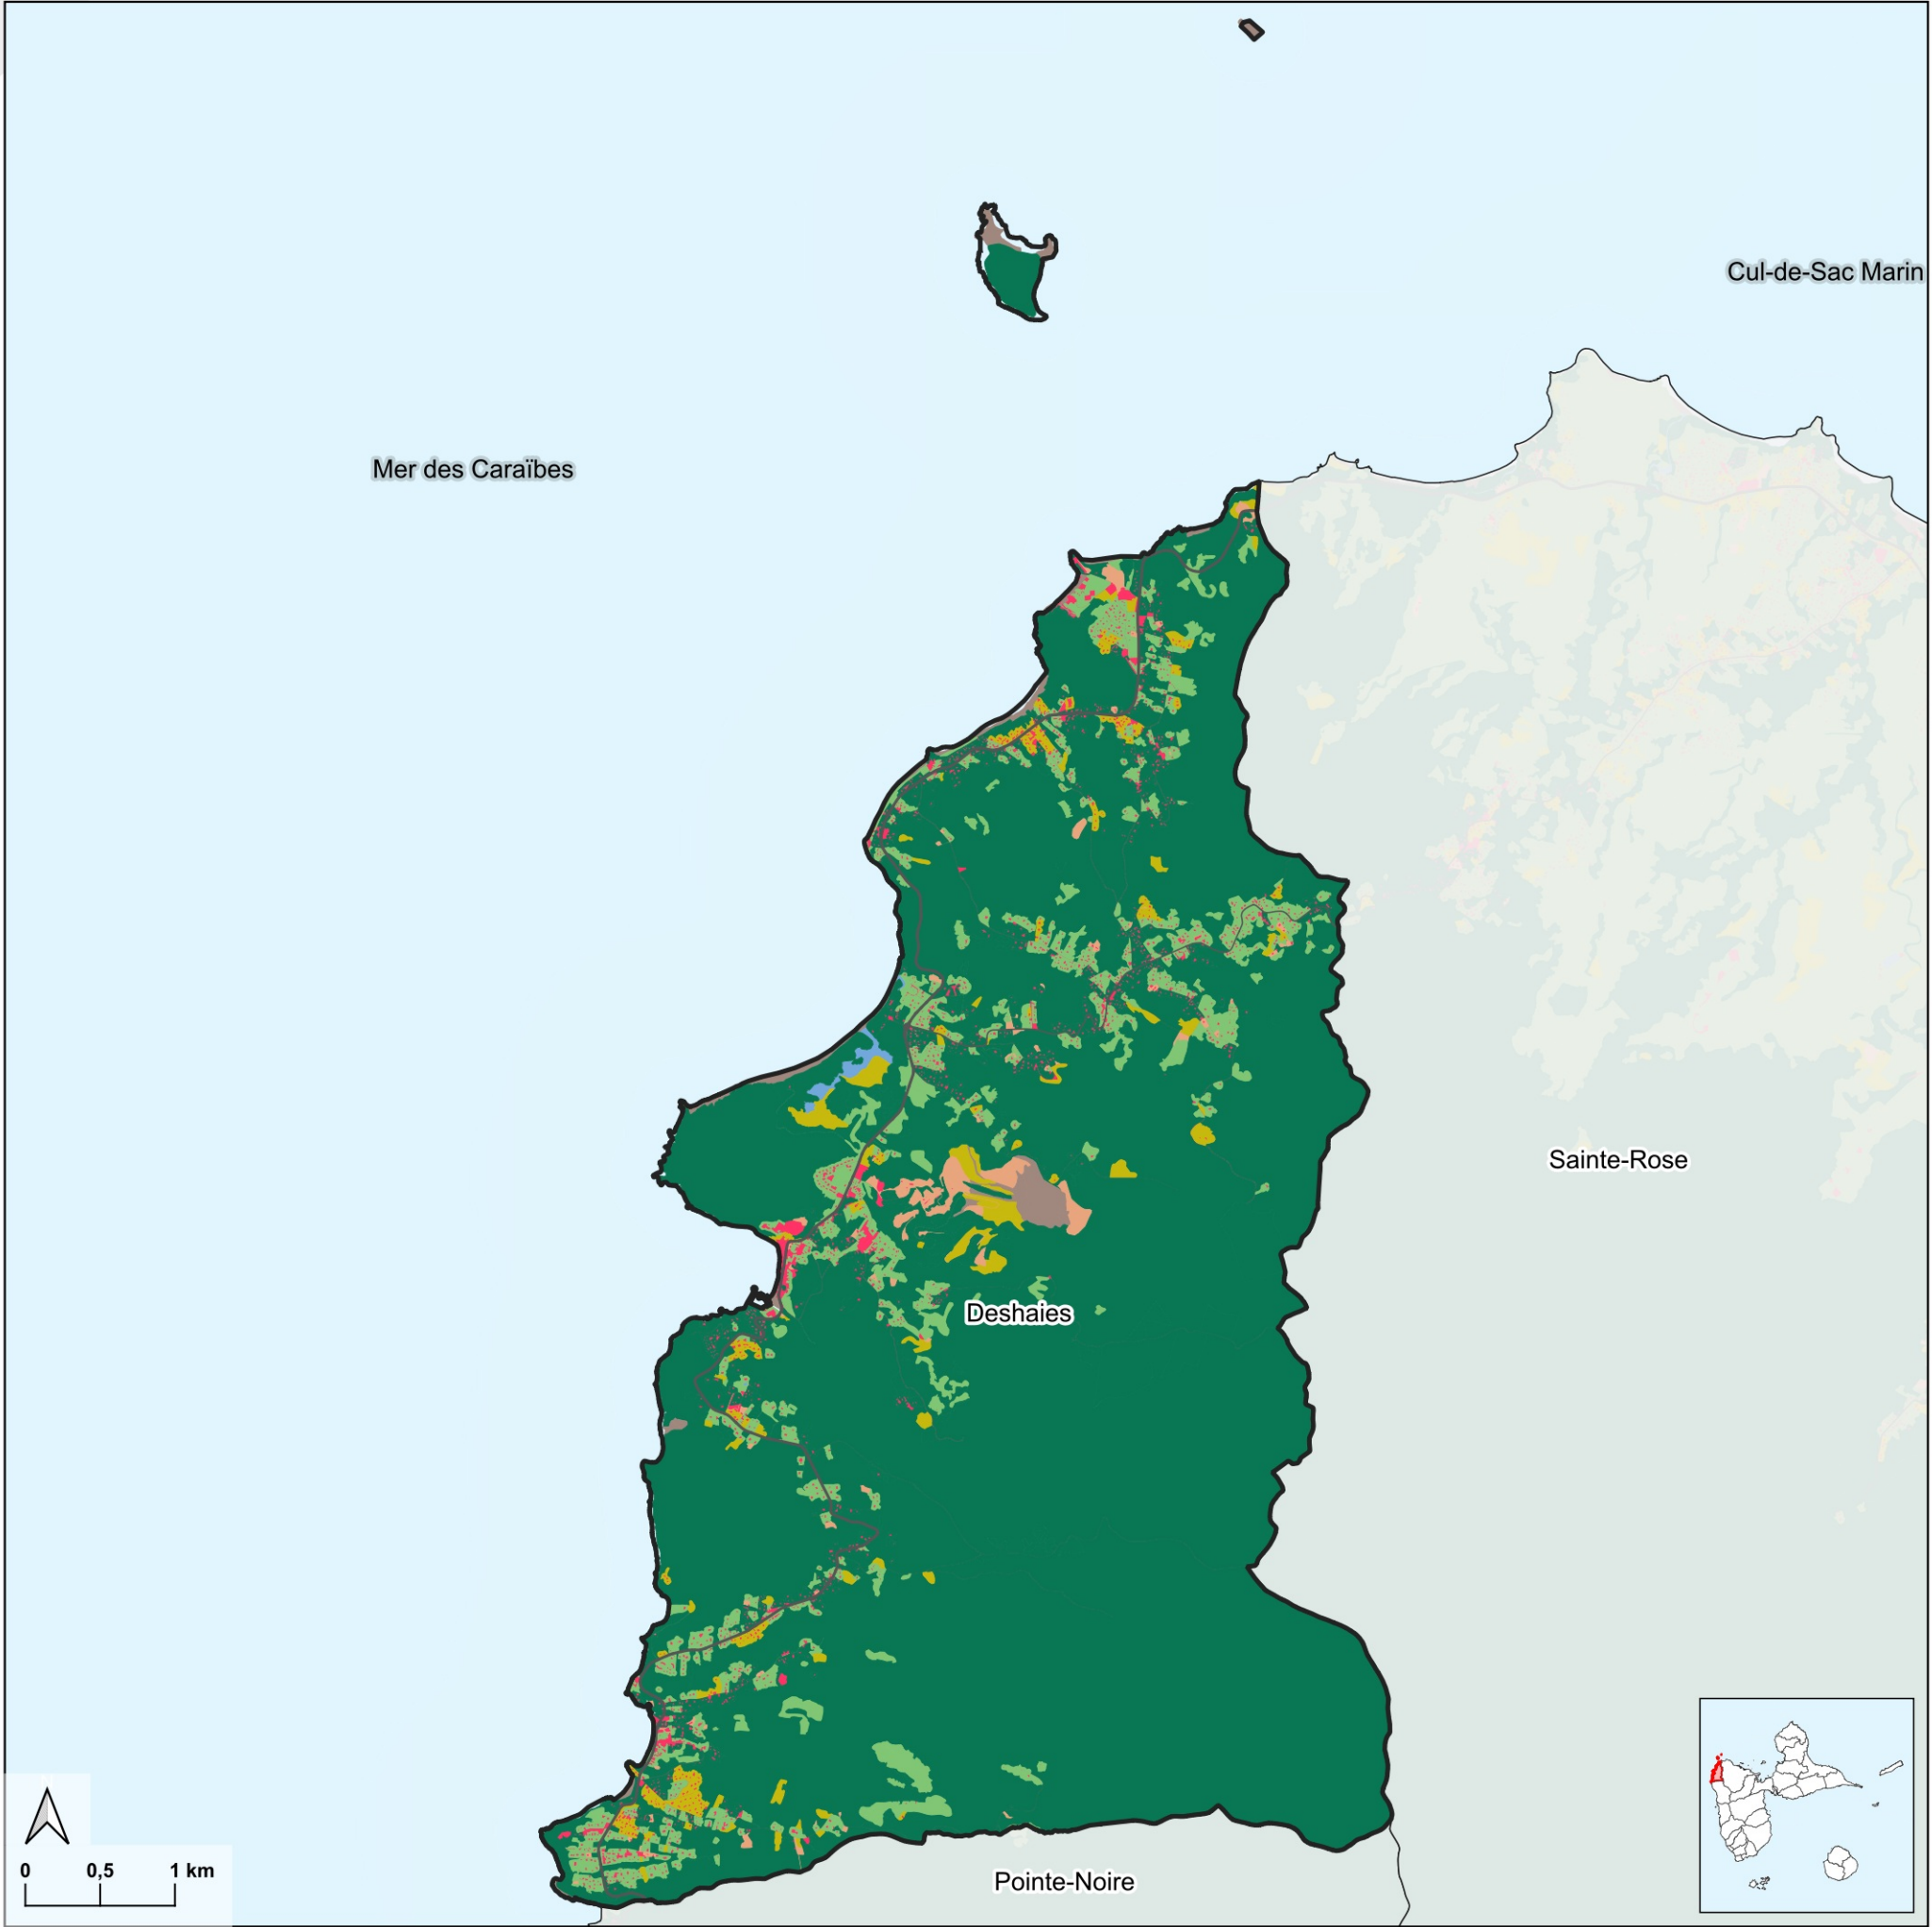 Cul-de-Sac Marin
Mer des Caraïbes
Sainte-Rose
Deshaies
0 0,5 1 km
Pointe-Noire